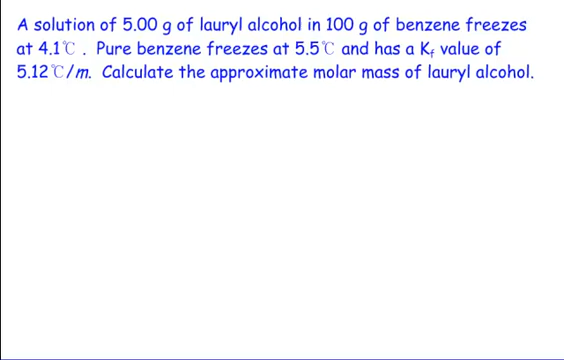 A solution of 5.00 g of lauryl alcohol in 100 g of benzene freezes
at 4.1℃ . Pure benzene freezes at 5.5℃ and has a Kf value of
5.12℃/m. Calculate the approximate molar mass of lauryl alcohol.